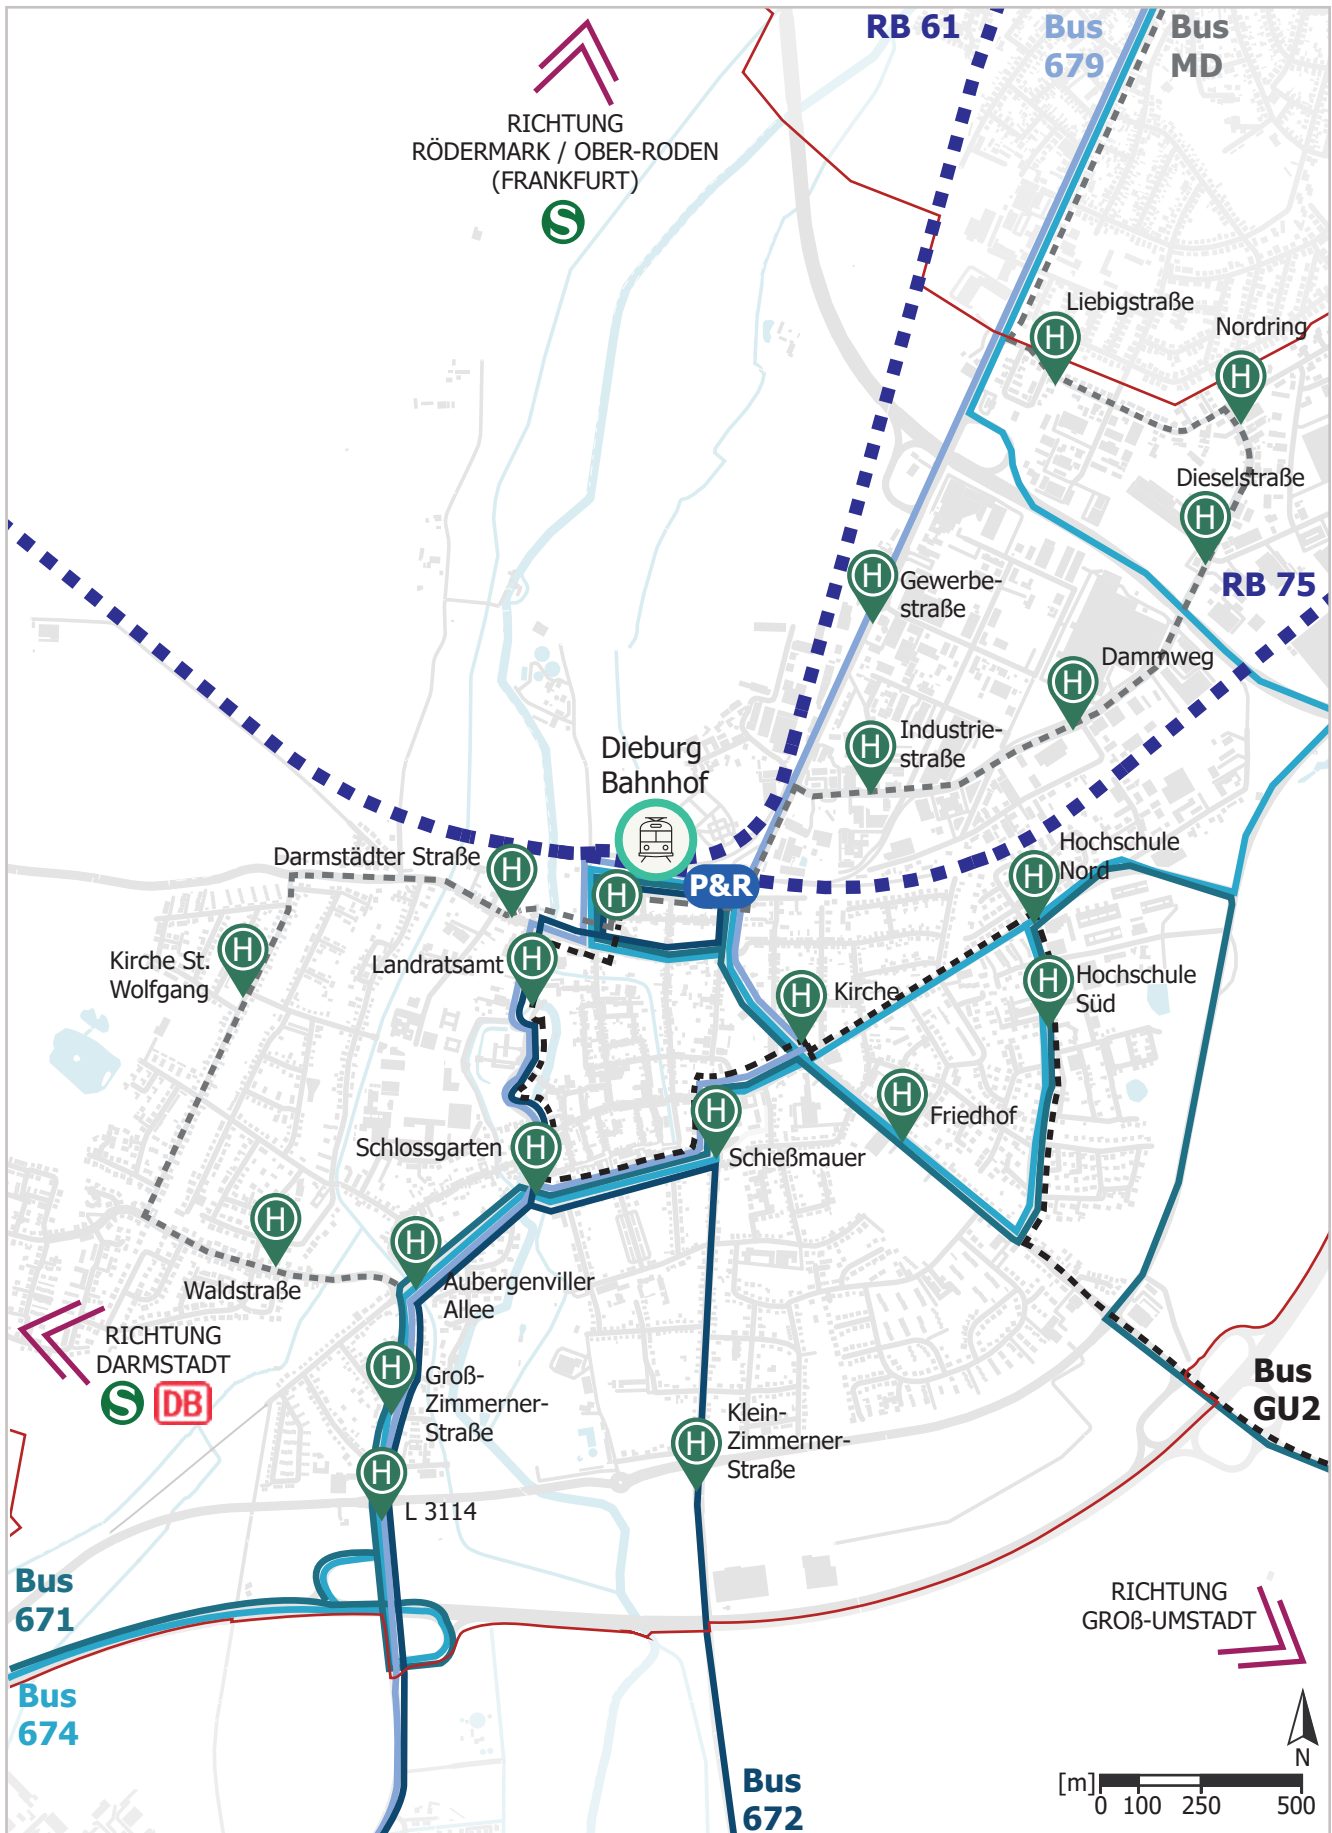 RB 61
Bus
679
Bus
MD
RICHTUNG
RÖDERMARK / OBER-RODEN
(FRANKFURT)
S
Liebigstraße
H
Nordring
H
Dieselstraße
H
RB 75
H
Gewerbe-
straße
Dammweg
H
Industrie-
straße
H
Dieburg
Bahnhof
P&R
H
Darmstädter Straße
H
Hochschule
Nord
H
Kirche St.
Wolfgang
H
Landratsamt
H
Kirche
H
Hochschule
Süd
H
Friedhof
H
Schlossgarten
H
Schießmauer
H
Waldstraße
H
Aubergenviller
Allee
H
RICHTUNG
DARMSTADT
S
DB
Groß-
Zimmerner-
Straße
H
Klein-
Zimmerner-
Straße
H
Bus
GU2
L 3114
H
Bus
671
Bus
674
RICHTUNG
GROß-UMSTADT
Bus
672
N
[m]
0 100 250 500